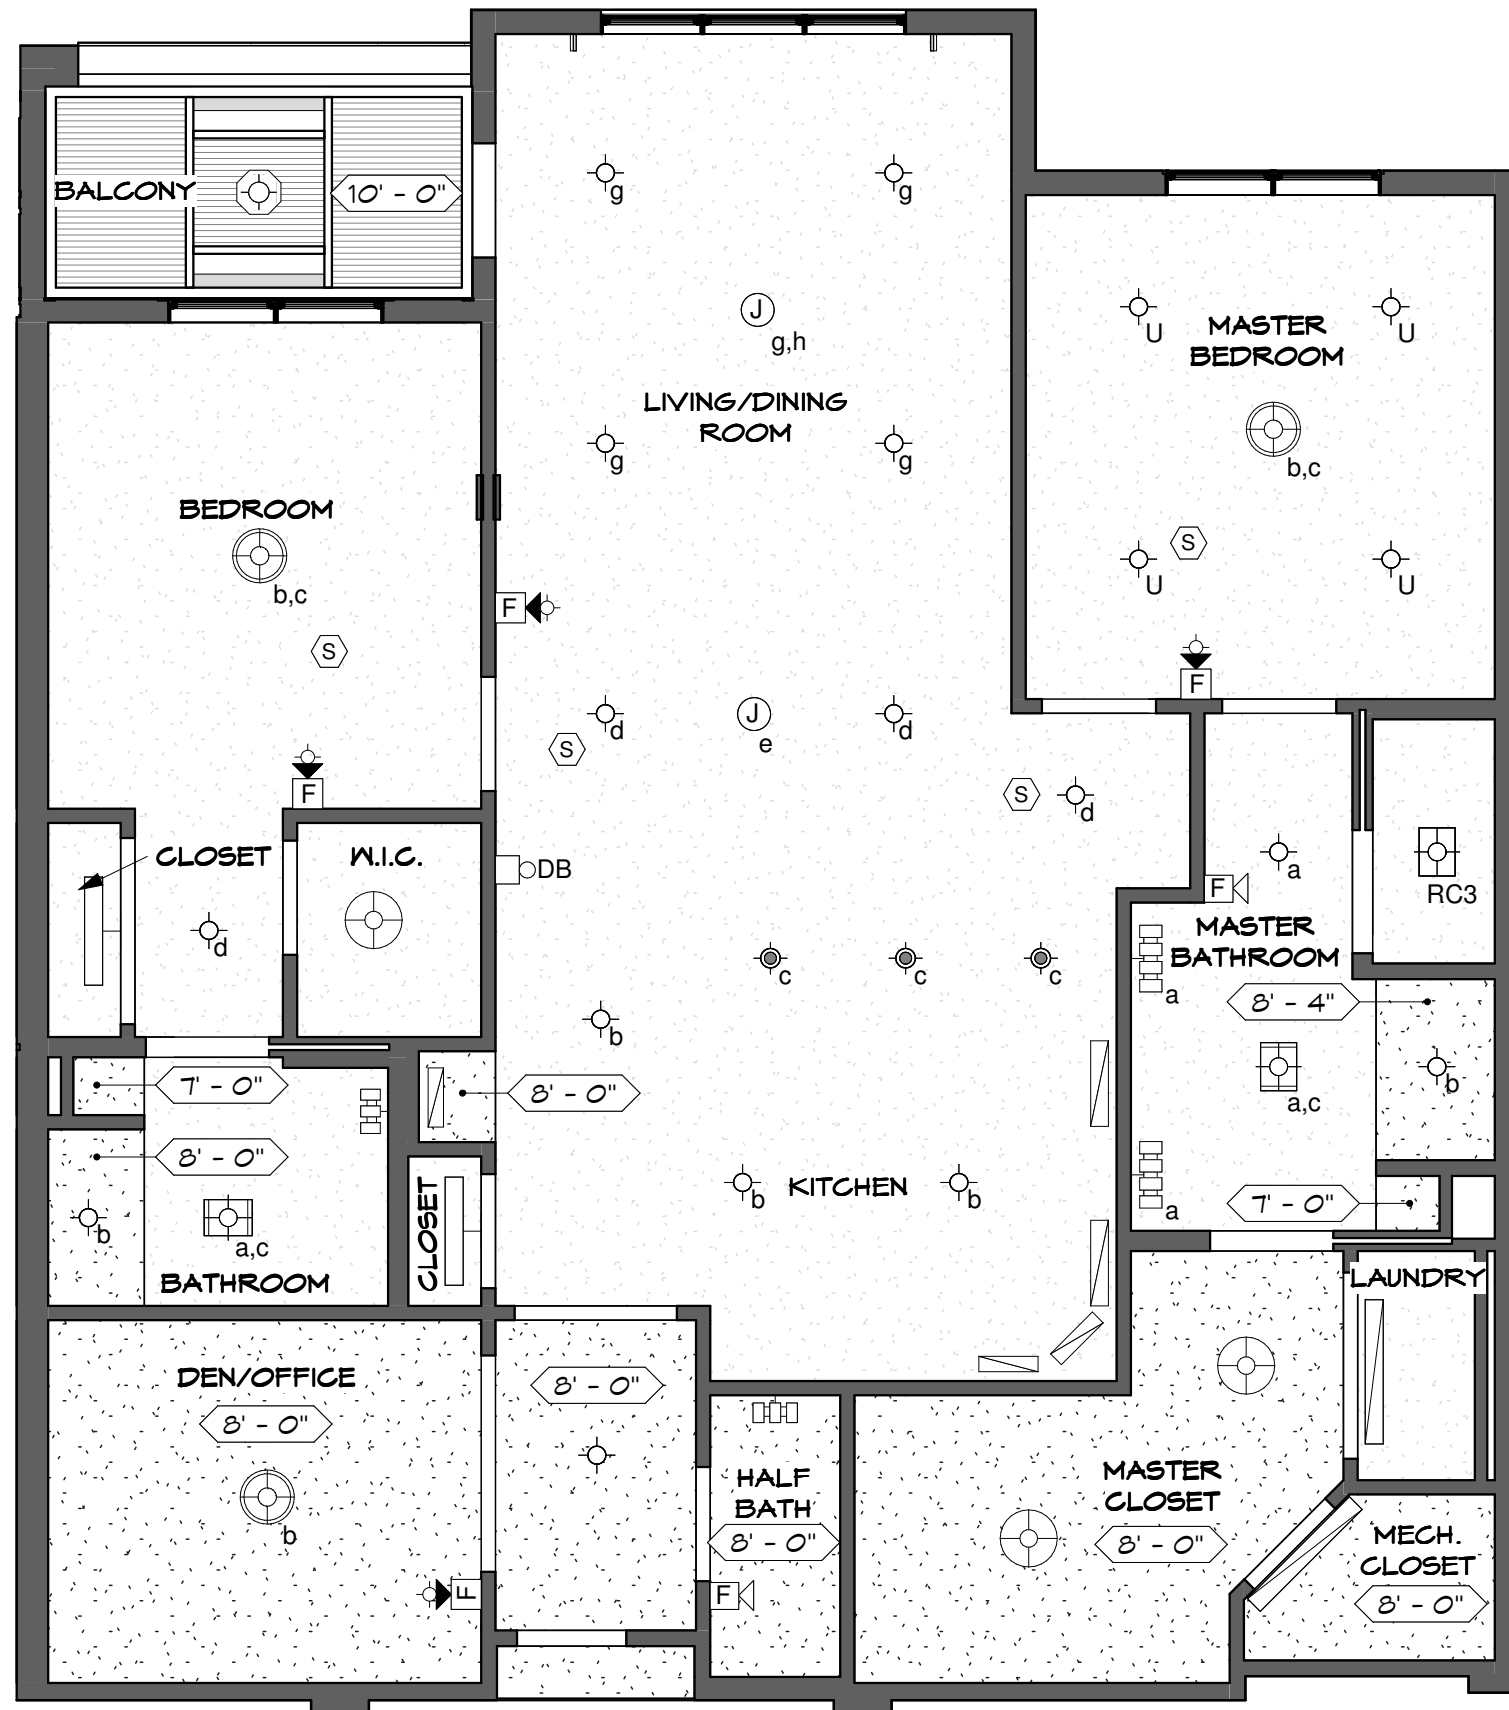 BALCONY
10' - 0"
g
g
J
g,h
LIVING/DINING
ROOM
g
g
U
MASTER
BEDROOM
U
b,c
S
U
U
F
BEDROOM
b,c
S
F
F
d
J
e
d
S
S
d
DB
CLOSET
W.I.C.
d
a
RC3
F
MASTER
BATHROOM
a
8' - 4"
b
a,c
a
7' - 0"
c
c
c
b
8' - 0"
7' - 0"
8' - 0"
b
a,c
BATHROOM
CLOSET
b
KITCHEN
b
LAUNDRY
DEN/OFFICE
8' - 0"
b
F
8' - 0"
HALF
BATH
8' - 0"
F
MASTER
CLOSET
8' - 0"
MECH.
CLOSET
8' - 0"